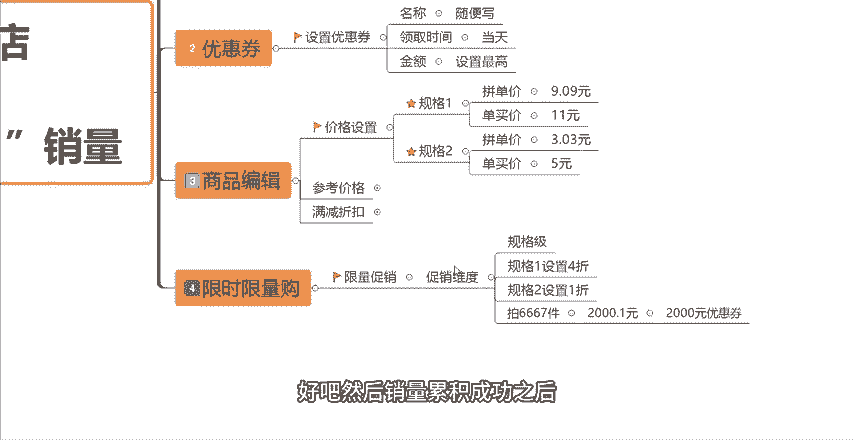 店
”销量
2 优惠券
设置优惠券
名称 随便写
领取时间 当天
金额 设置最高
3 商品编辑
价格设置
规格1
拼单价 9.09元
单买价 11元
规格2
拼单价 3.03元
单买价 5元
参考价格
满减折扣
4 限时限量购
限量促销 促销维度
规格级
规格1设置4折
规格2设置1折
拍6667件 2000.1元 2000元优惠券
好吧然后销量累积成功之后